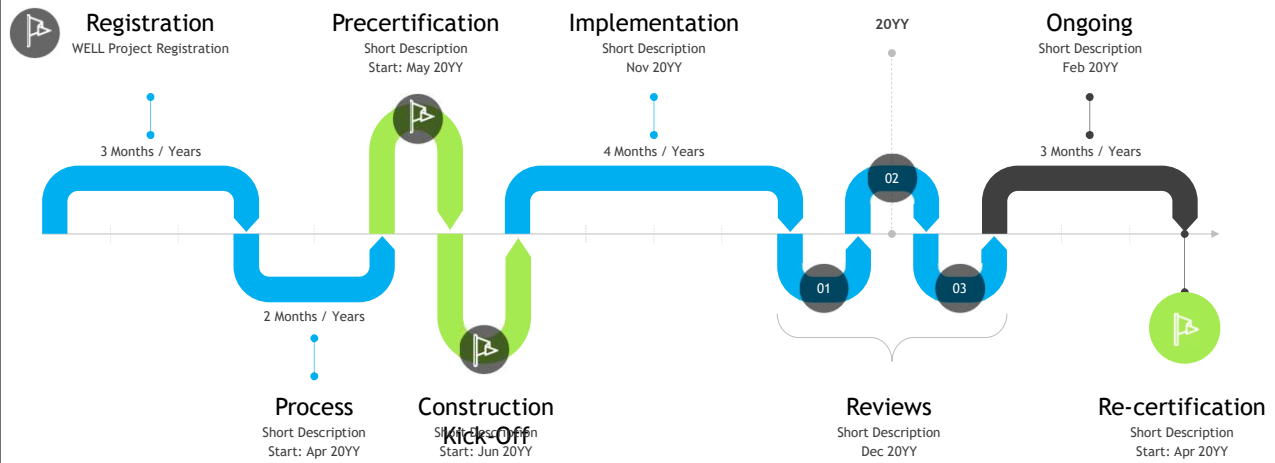 Registration
WELL Project Registration
Precertification
Short Description
Start: May 20YY
Implementation
Short Description
Nov 20YY
20YY
Ongoing
Short Description
Feb 20YY
3 Months / Years
4 Months / Years
3 Months / Years
02
01
03
2 Months / Years
Process
Short Description
Start: Apr 20YY
Construction
Kick-Off
Short Description
Start: Jun 20YY
Reviews
Short Description
Dec 20YY
Re-certification
Short Description
Start: Apr 20YY